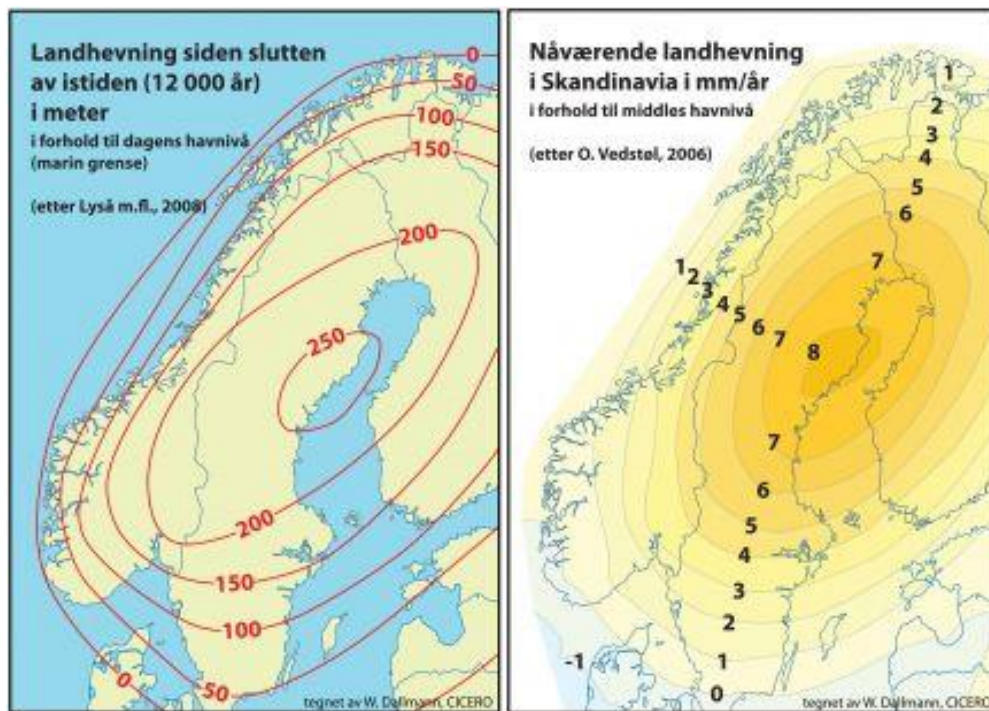 Landhevning siden slutten
av istiden (12 000 år)
i meter
i forhold til dagens havnivå
(marin grense)
(etter Lyså m.fl., 2008)
0
50
100
150
200
250
200
150
100
50
0
tegnet av W. Dallmann, CICERO
Nåværende landhevning
i Skandinavia i mm/år
i forhold til middles havnivå
(etter O. Vedstøl, 2006)
1
2
3
4
5
6
7
1
2
3
4
5
6
7
8
7
6
5
4
3
2
1
0
-1
tegnet av W. Dallmann, CICERO